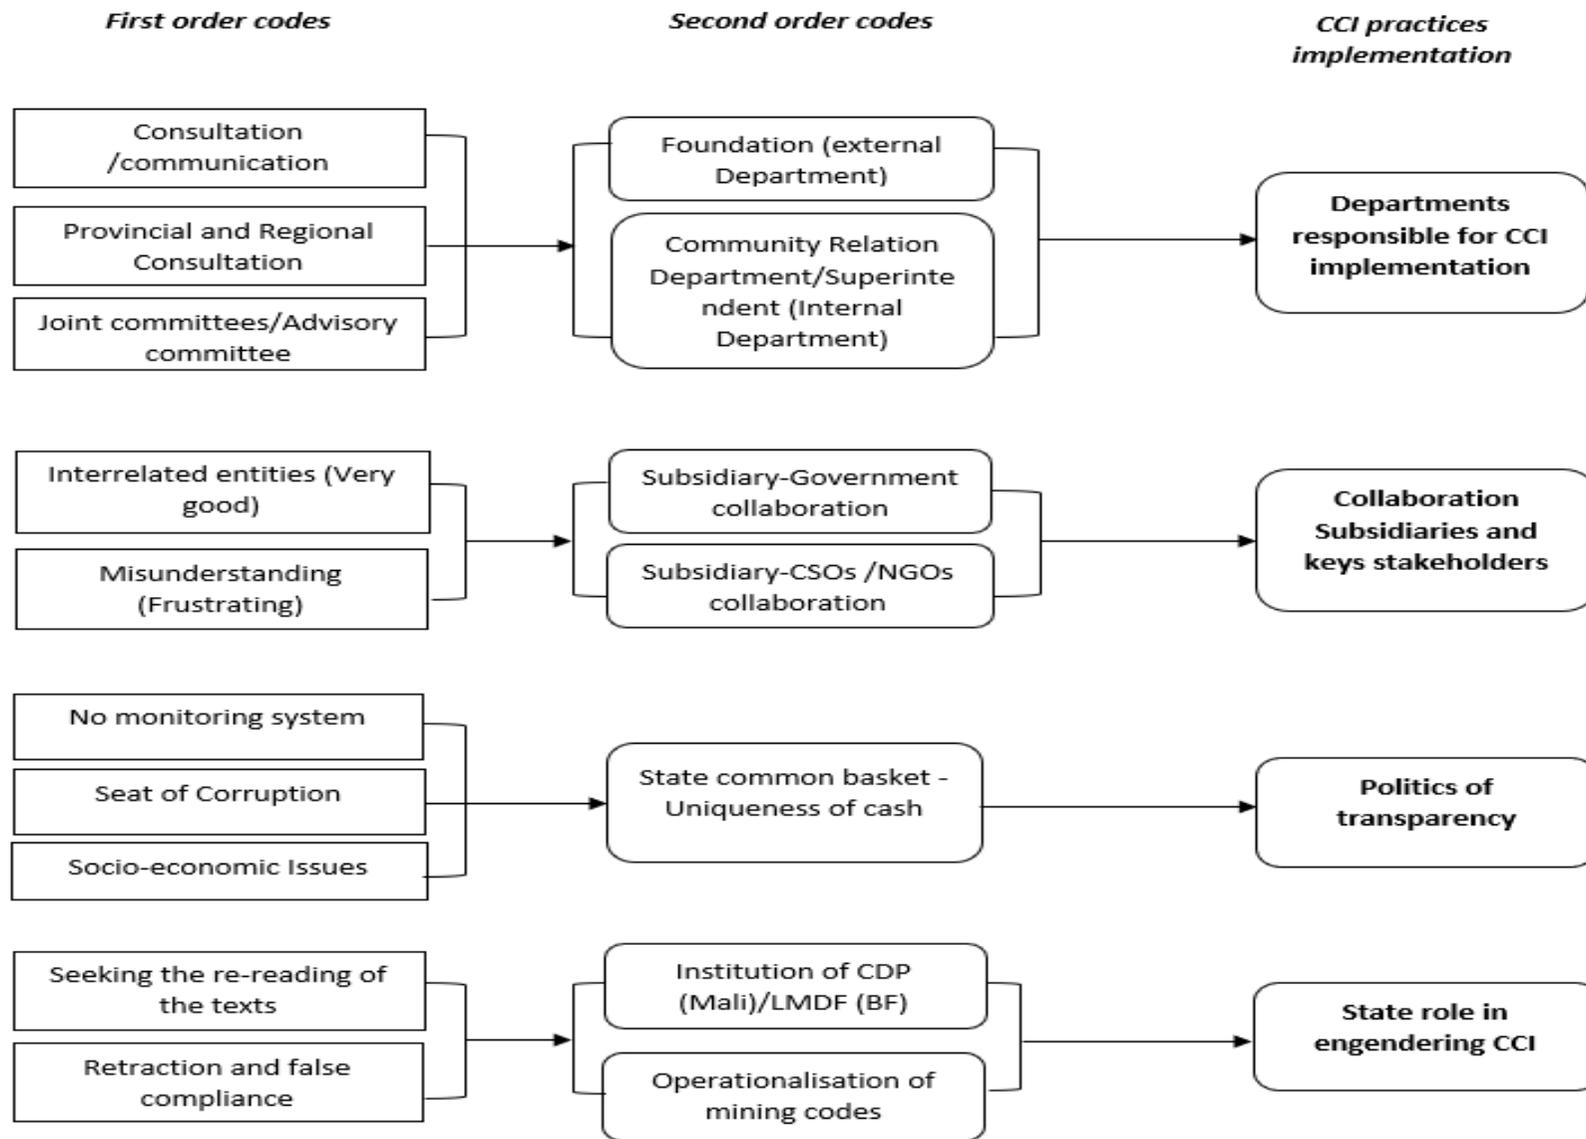 First order codes
Second order codes
CCI practices
implementation
Consultation
/communication
Provincial and Regional
Consultation
Joint committees/Advisory
committee
Foundation (external
Department)
Community Relation
Department/Superinte
ndent (Internal
Department)
Departments
responsible for CCI
implementation
Interrelated entities (Very
good)
Misunderstanding
(Frustrating)
Subsidiary-Government
collaboration
Subsidiary-CSOs /NGOs
collaboration
Collaboration
Subsidiaries and
keys stakeholders
No monitoring system
Seat of Corruption
Socio-economic Issues
State common basket -
Uniqueness of cash
Politics of
transparency
Seeking the re-reading of
the texts
Retraction and false
compliance
Institution of CDP
(Mali)/LMDF (BF)
Operationalisation of
mining codes
State role in
engendering CCI